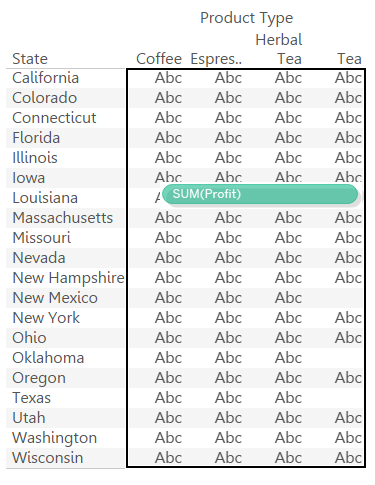 Product Type
Herbal
State Coffee Espres.. Tea Tea
California Abc Abc Abc Abc
Colorado Abc Abc Abc Abc
Connecticut Abc Abc Abc Abc
Florida Abc Abc Abc Abc
Illinois Abc Abc Abc Abc
Iowa Abc Abc Abc Abc
Louisiana SUM(Profit)
Massachusetts Abc Abc Abc Abc
Missouri Abc Abc Abc Abc
Nevada Abc Abc Abc Abc
New Hampshire Abc Abc Abc Abc
New Mexico Abc Abc Abc
New York Abc Abc Abc Abc
Ohio Abc Abc Abc Abc
Oklahoma Abc Abc Abc
Oregon Abc Abc Abc Abc
Texas Abc Abc Abc
Utah Abc Abc Abc Abc
Washington Abc Abc Abc Abc
Wisconsin Abc Abc Abc Abc